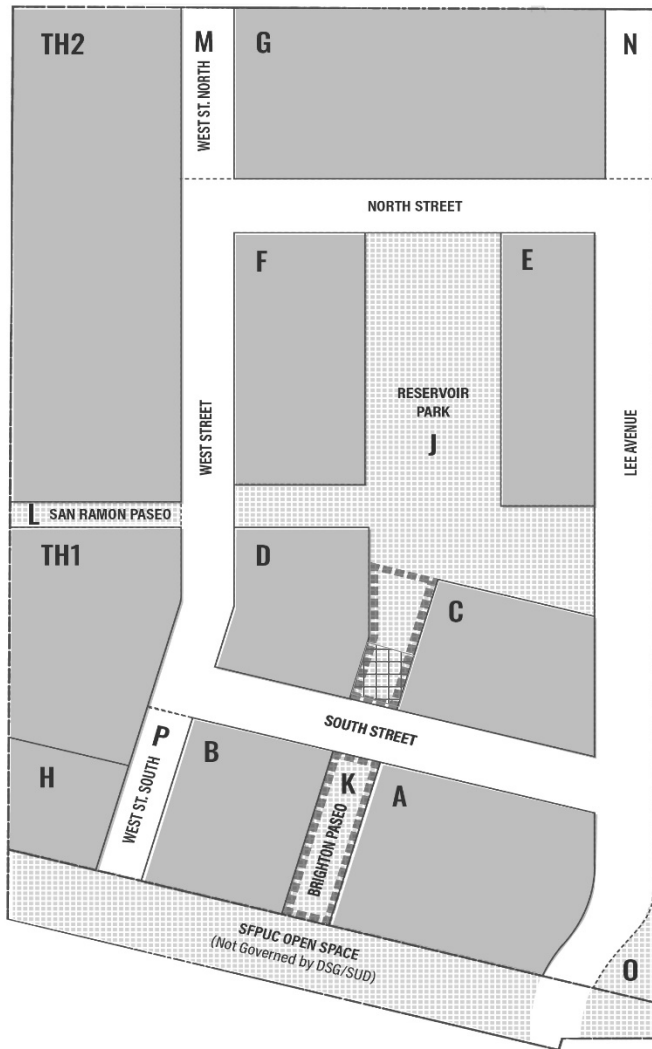 TH2
M
G
N
WEST ST. NORTH
NORTH STREET
F
E
RESERVOIR
PARK
J
WEST STREET
LEE AVENUE
L
SAN RAMON PASEO
TH1
D
C
SOUTH STREET
P
B
K
A
H
WEST ST. SOUTH
BRIGHTON PASEO
SFPUC OPEN SPACE
(Not Governed by DSG/SUD)
O